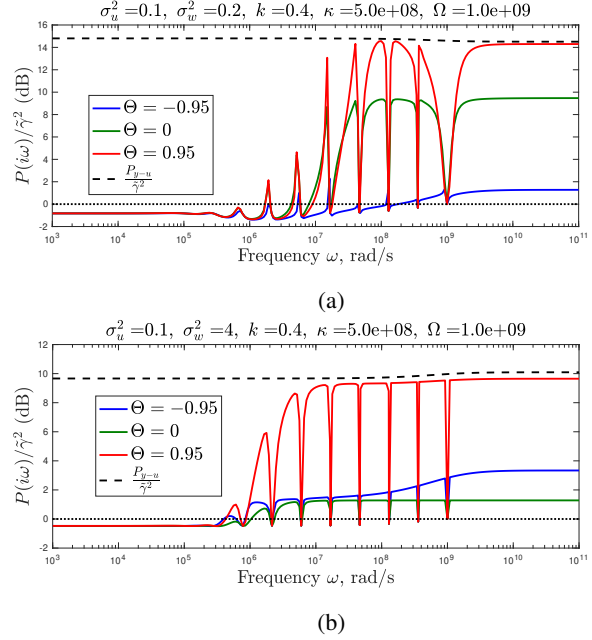 σ_u^2=0.1, σ_w^2=0.2, k=0.4, κ=5.0e+08, Ω=1.0e+09
16
14
12
10
8
6
4
2
0
-2
P(iω)/γ̃^2 (dB)
Θ = −0.95
Θ = 0
Θ = 0.95
P_{y−u}/γ̃^2
10^3 10^4 10^5 10^6 10^7 10^8 10^9 10^10 10^11
Frequency ω, rad/s
(a)
σ_u^2=0.1, σ_w^2=4, k=0.4, κ=5.0e+08, Ω=1.0e+09
12
10
8
6
4
2
0
-2
P(iω)/γ̃^2 (dB)
Θ = −0.95
Θ = 0
Θ = 0.95
P_{y−u}/γ̃^2
10^3 10^4 10^5 10^6 10^7 10^8 10^9 10^10 10^11
Frequency ω, rad/s
(b)